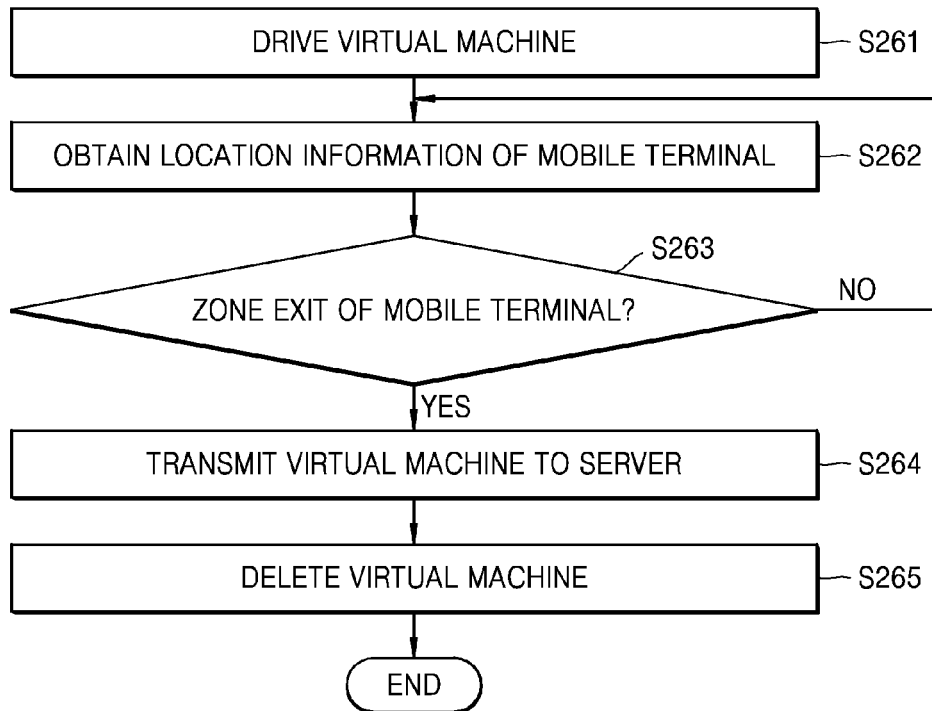 DRIVE VIRTUAL MACHINE
S261
OBTAIN LOCATION INFORMATION OF MOBILE TERMINAL
S262
S263
ZONE EXIT OF MOBILE TERMINAL?
NO
YES
TRANSMIT VIRTUAL MACHINE TO SERVER
S264
DELETE VIRTUAL MACHINE
S265
END